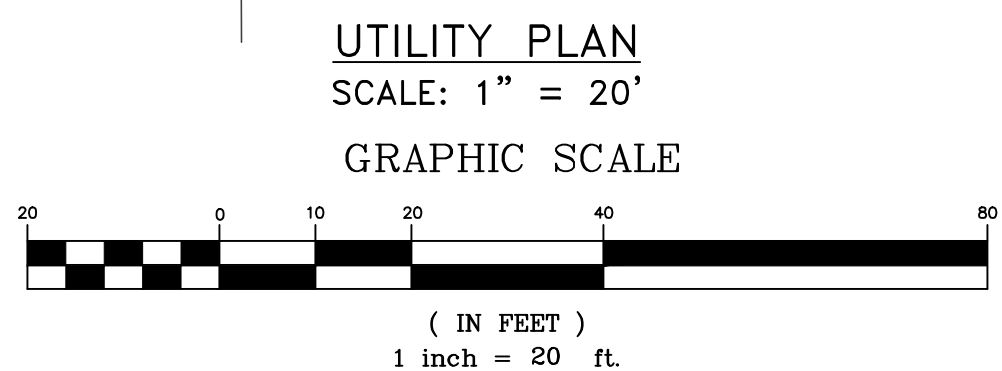 UTILITY PLAN
SCALE: 1" = 20'
GRAPHIC SCALE
20 0 10 20 40 80
( IN FEET )
1 inch = 20 ft.